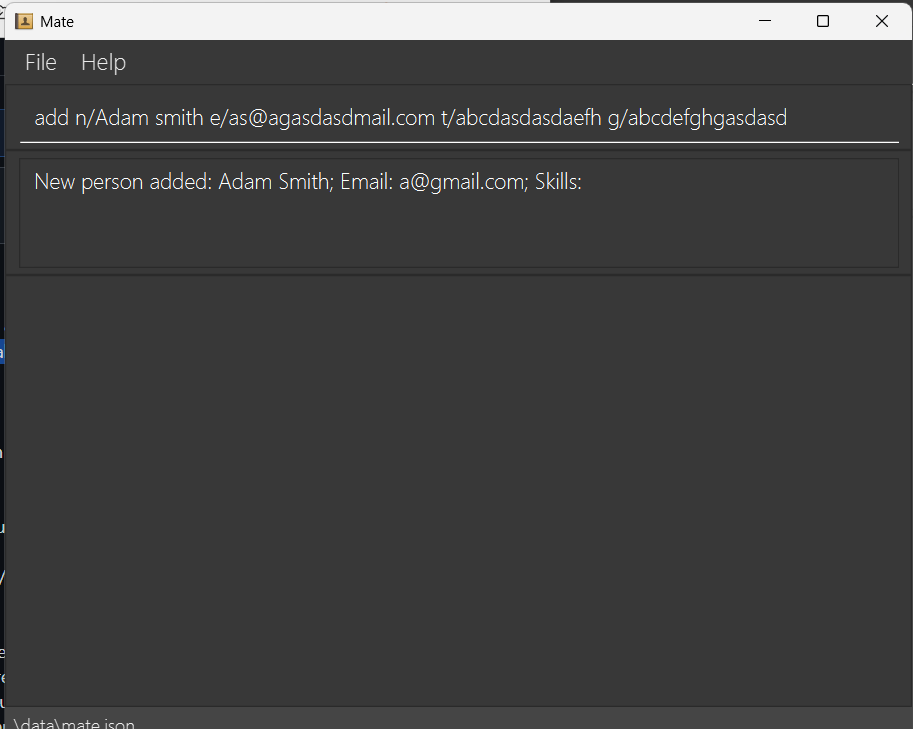 Mate
File Help
add n/Adam smith e/as@agasdasdmail.com t/abcdasdasdaefh g/abcdefghgasdasd
New person added: Adam Smith; Email: a@gmail.com; Skills:
\data\mate.json